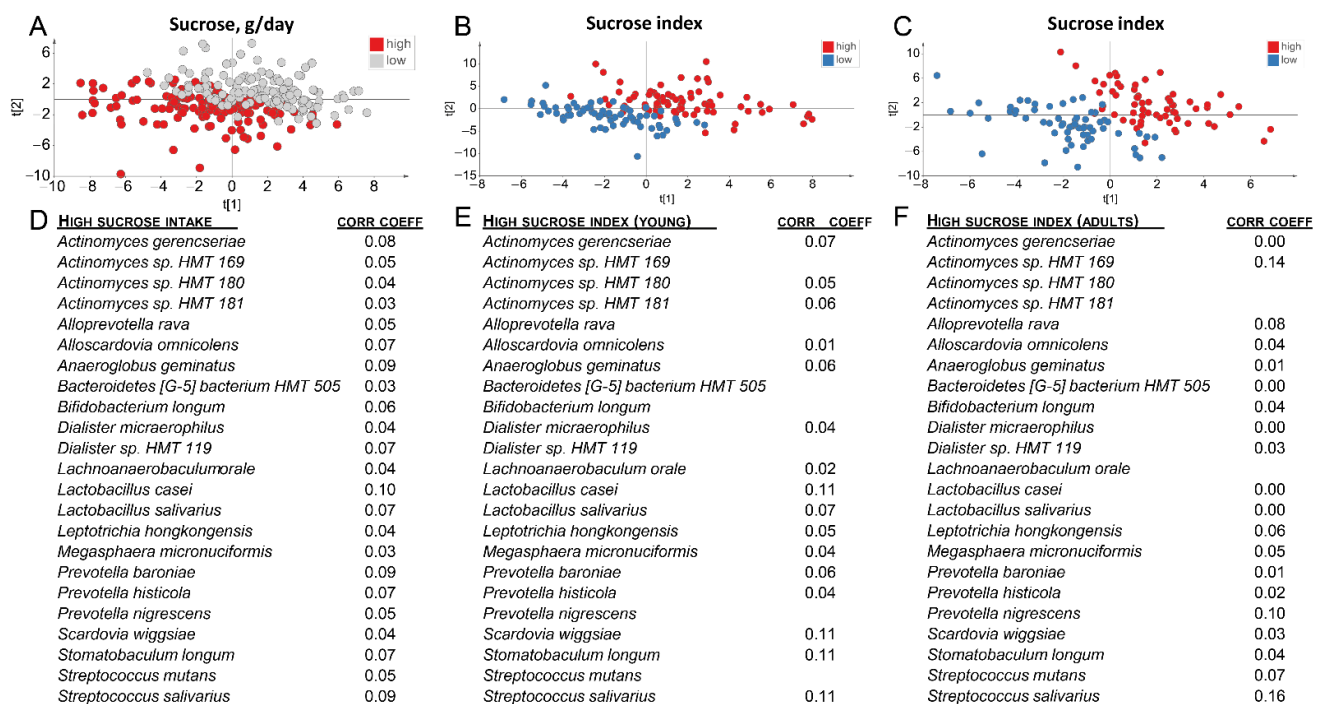 A Sucrose, g/day
high
low
6
2
−2
−6
−10
t[2]
−10 −8 −6 −4 −2 0 2 4 6 8
t[1]
B Sucrose index
high
low
15
10
5
0
−5
−10
−15
t[2]
−8 −6 −4 −2 0 2 4 6 8
t[1]
C Sucrose index
high
low
10
6
2
−2
−6
−10
t[2]
−8 −6 −4 −2 0 2 4 6
t[1]
D HIGH SUCROSE INTAKE CORR COEFF
Actinomyces gerencseriae 0.08
Actinomyces sp. HMT 169 0.05
Actinomyces sp. HMT 180 0.04
Actinomyces sp. HMT 181 0.03
Alloprevotella rava 0.05
Alloscardovia omnicolens 0.07
Anaeroglobus geminatus 0.09
Bacteroidetes [G-5] bacterium HMT 505 0.03
Bifidobacterium longum 0.06
Dialister micraerophilus 0.04
Dialister sp. HMT 119 0.07
Lachnoanaerobaculumorale 0.04
Lactobacillus casei 0.10
Lactobacillus salivarius 0.07
Leptotrichia hongkongensis 0.04
Megasphaera micronuciformis 0.03
Prevotella baroniae 0.09
Prevotella histicola 0.07
Prevotella nigrescens 0.05
Scardovia wiggsiae 0.04
Stomatobaculum longum 0.07
Streptococcus mutans 0.05
Streptococcus salivarius 0.09
E HIGH SUCROSE INDEX (YOUNG) CORR COEFF
Actinomyces gerencseriae 0.07
Actinomyces sp. HMT 169
Actinomyces sp. HMT 180 0.05
Actinomyces sp. HMT 181 0.06
Alloprevotella rava
Alloscardovia omnicolens 0.01
Anaeroglobus geminatus 0.06
Bacteroidetes [G-5] bacterium HMT 505
Bifidobacterium longum
Dialister micraerophilus 0.04
Dialister sp. HMT 119
Lachnoanaerobaculum orale 0.02
Lactobacillus casei 0.11
Lactobacillus salivarius 0.07
Leptotrichia hongkongensis 0.05
Megasphaera micronuciformis 0.04
Prevotella baroniae 0.06
Prevotella histicola 0.04
Prevotella nigrescens
Scardovia wiggsiae 0.11
Stomatobaculum longum 0.11
Streptococcus mutans
Streptococcus salivarius 0.11
F HIGH SUCROSE INDEX (ADULTS) CORR COEFF
Actinomyces gerencseriae 0.00
Actinomyces sp. HMT 169 0.14
Actinomyces sp. HMT 180
Actinomyces sp. HMT 181
Alloprevotella rava 0.08
Alloscardovia omnicolens 0.04
Anaeroglobus geminatus 0.01
Bacteroidetes [G-5] bacterium HMT 505 0.00
Bifidobacterium longum 0.04
Dialister micraerophilus 0.00
Dialister sp. HMT 119 0.03
Lachnoanaerobaculum orale
Lactobacillus casei 0.00
Lactobacillus salivarius 0.00
Leptotrichia hongkongensis 0.06
Megasphaera micronuciformis 0.05
Prevotella baroniae 0.01
Prevotella histicola 0.02
Prevotella nigrescens 0.10
Scardovia wiggsiae 0.03
Stomatobaculum longum 0.04
Streptococcus mutans 0.07
Streptococcus salivarius 0.16